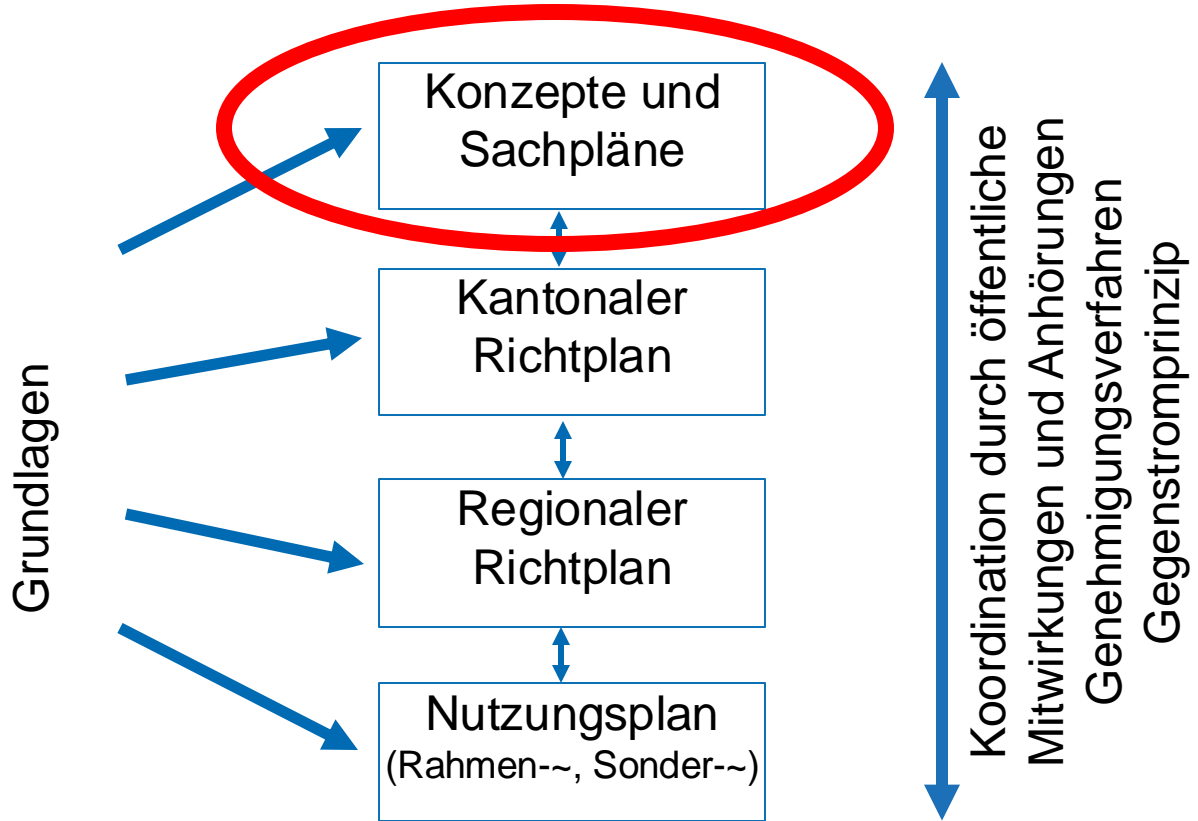 Grundlagen
Konzepte und
Sachpläne
Kantonaler
Richtplan
Regionaler
Richtplan
Nutzungsplan
(Rahmen-~, Sonder-~)
Koordination durch öffentliche
Mitwirkungen und Anhörungen
Genehmigungsverfahren
Gegenstromprinzip